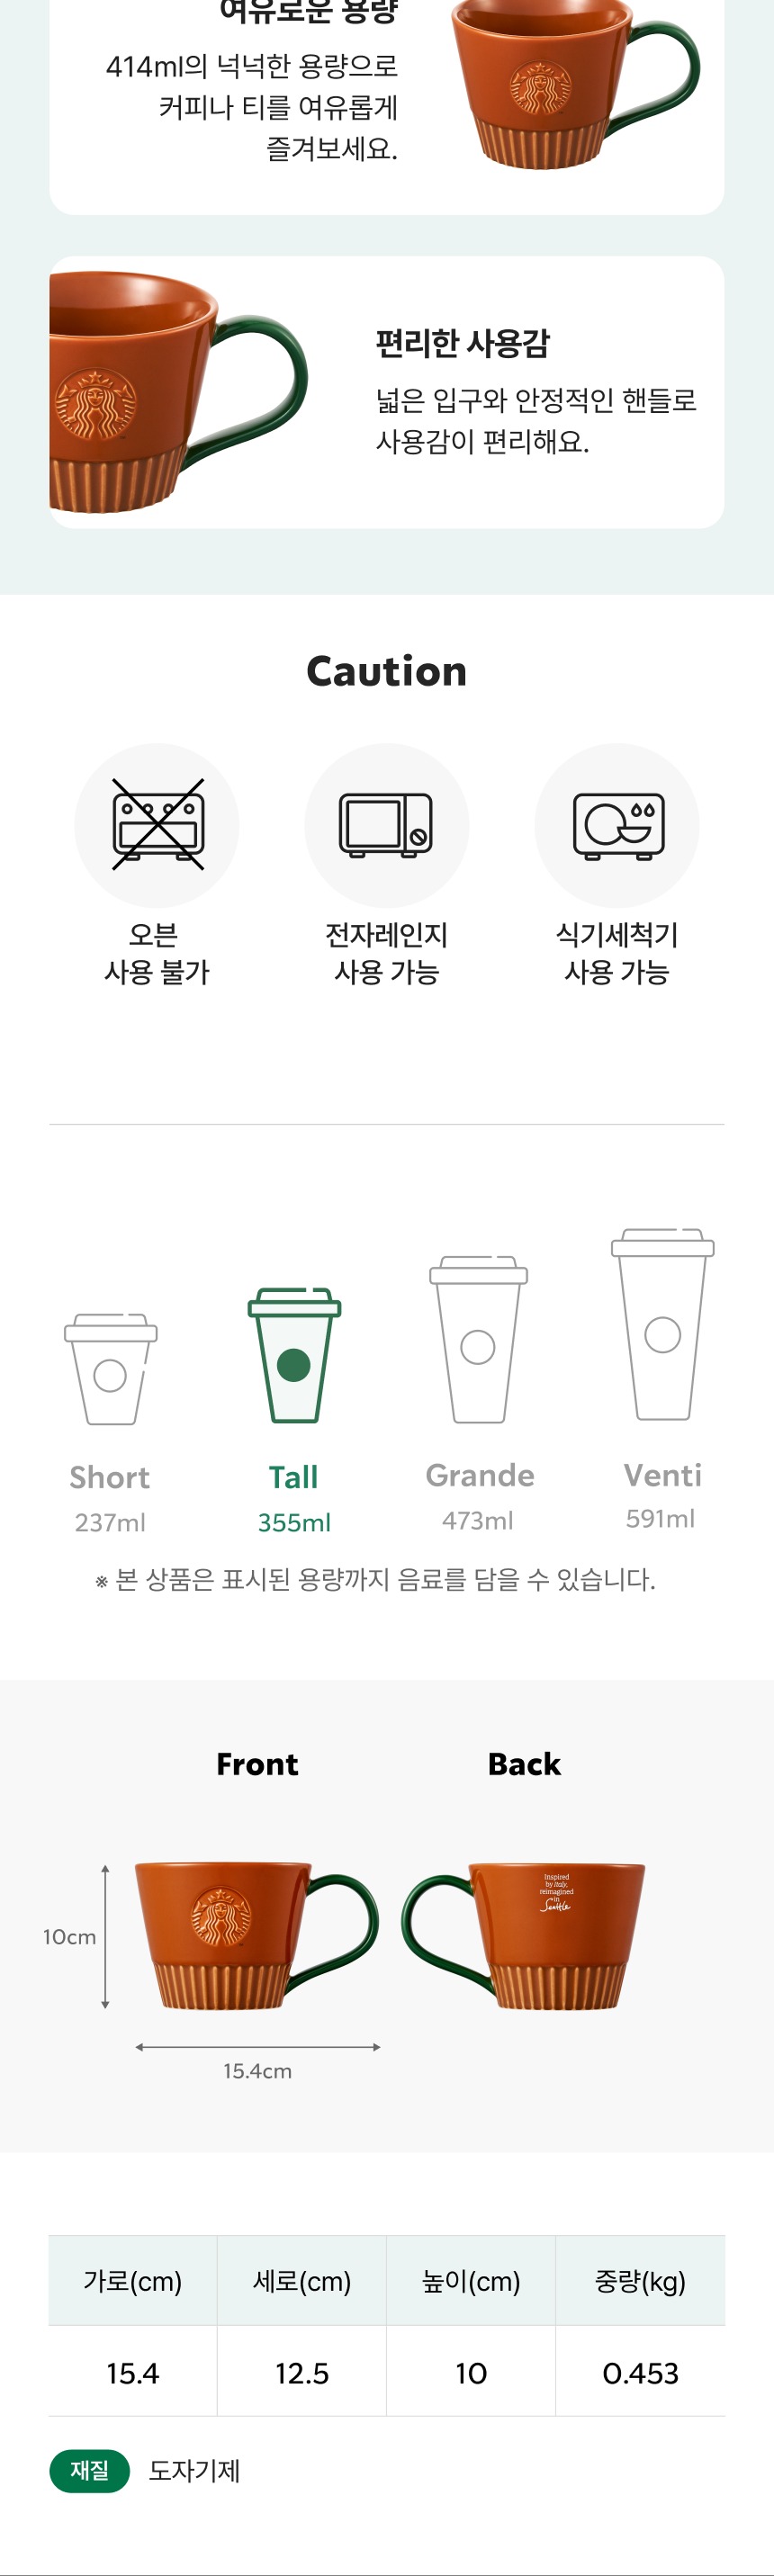 여유로운 용량
414ml의 넉넉한 용량으로
커피나 티를 여유롭게
즐겨보세요.
편리한 사용감
넓은 입구와 안정적인 핸들로
사용감이 편리해요.
Caution
오븐
사용 불가
전자레인지
사용 가능
식기세척기
사용 가능
Short
237ml
Tall
355ml
Grande
473ml
Venti
591ml
※ 본 상품은 표시된 용량까지 음료를 담을 수 있습니다.
Front
Back
10cm
15.4cm
Inspired
by Italy,
reimagined
in
Seattle
가로(cm) 세로(cm) 높이(cm) 중량(kg)
15.4 12.5 10 0.453
재질 도자기제